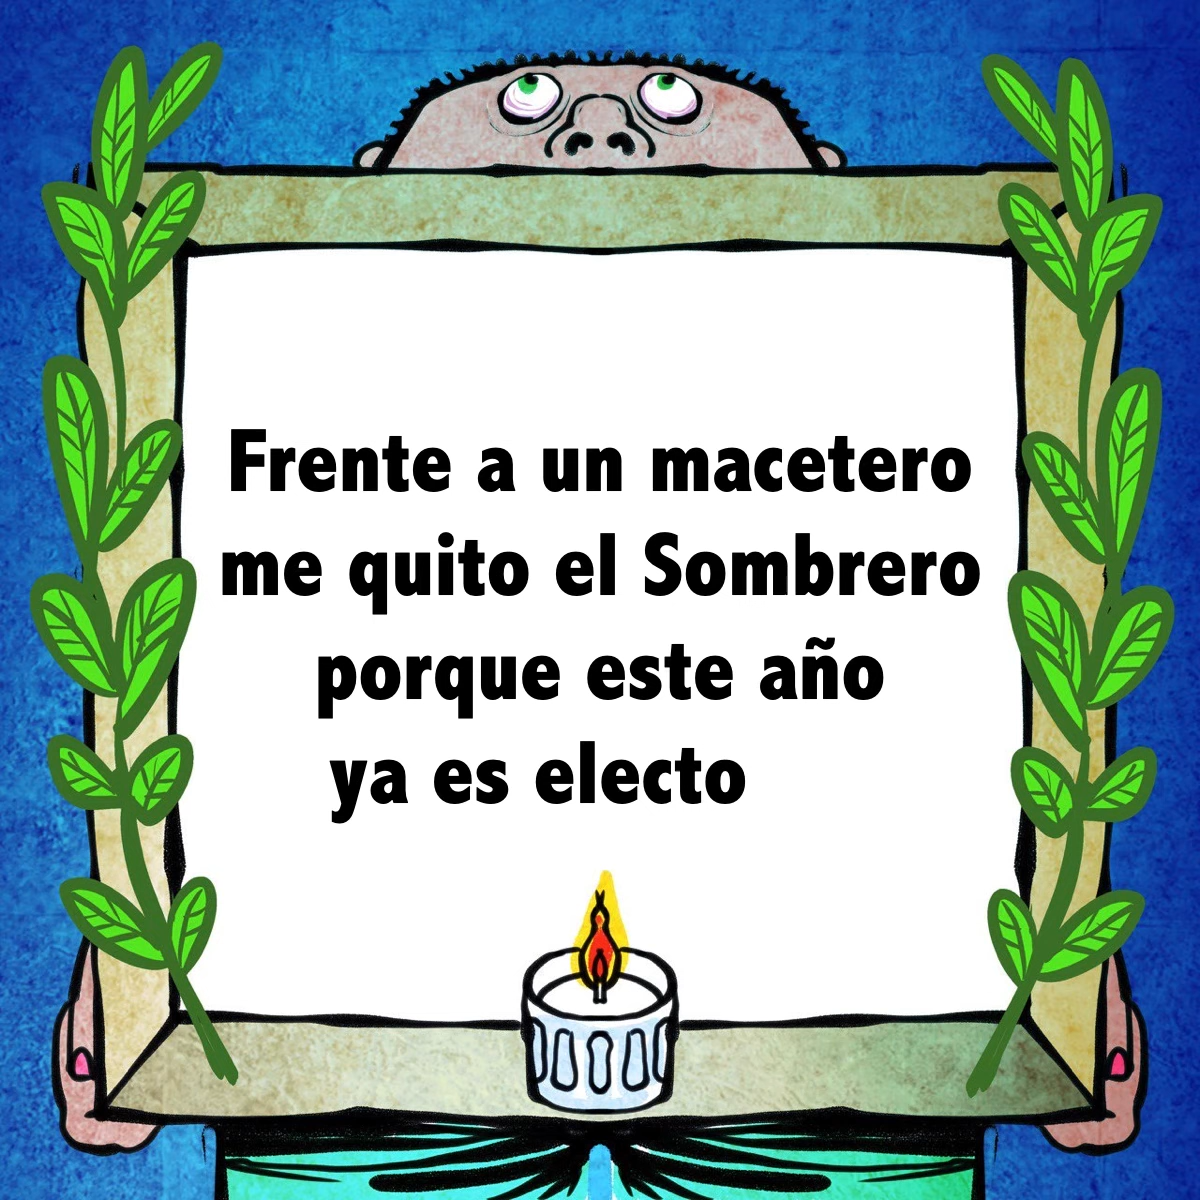 Frente a un macetero
me quito el Sombrero
porque este año
ya es electo